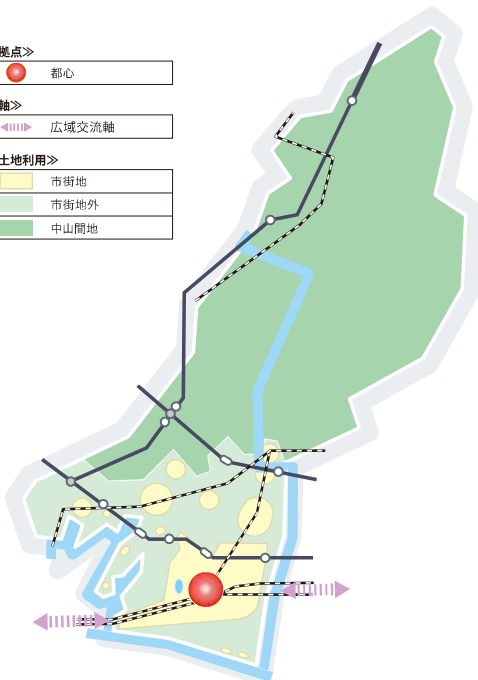 拠点≫
都心
軸≫
広域交流軸
土地利用≫
市街地
市街地外
中山間地